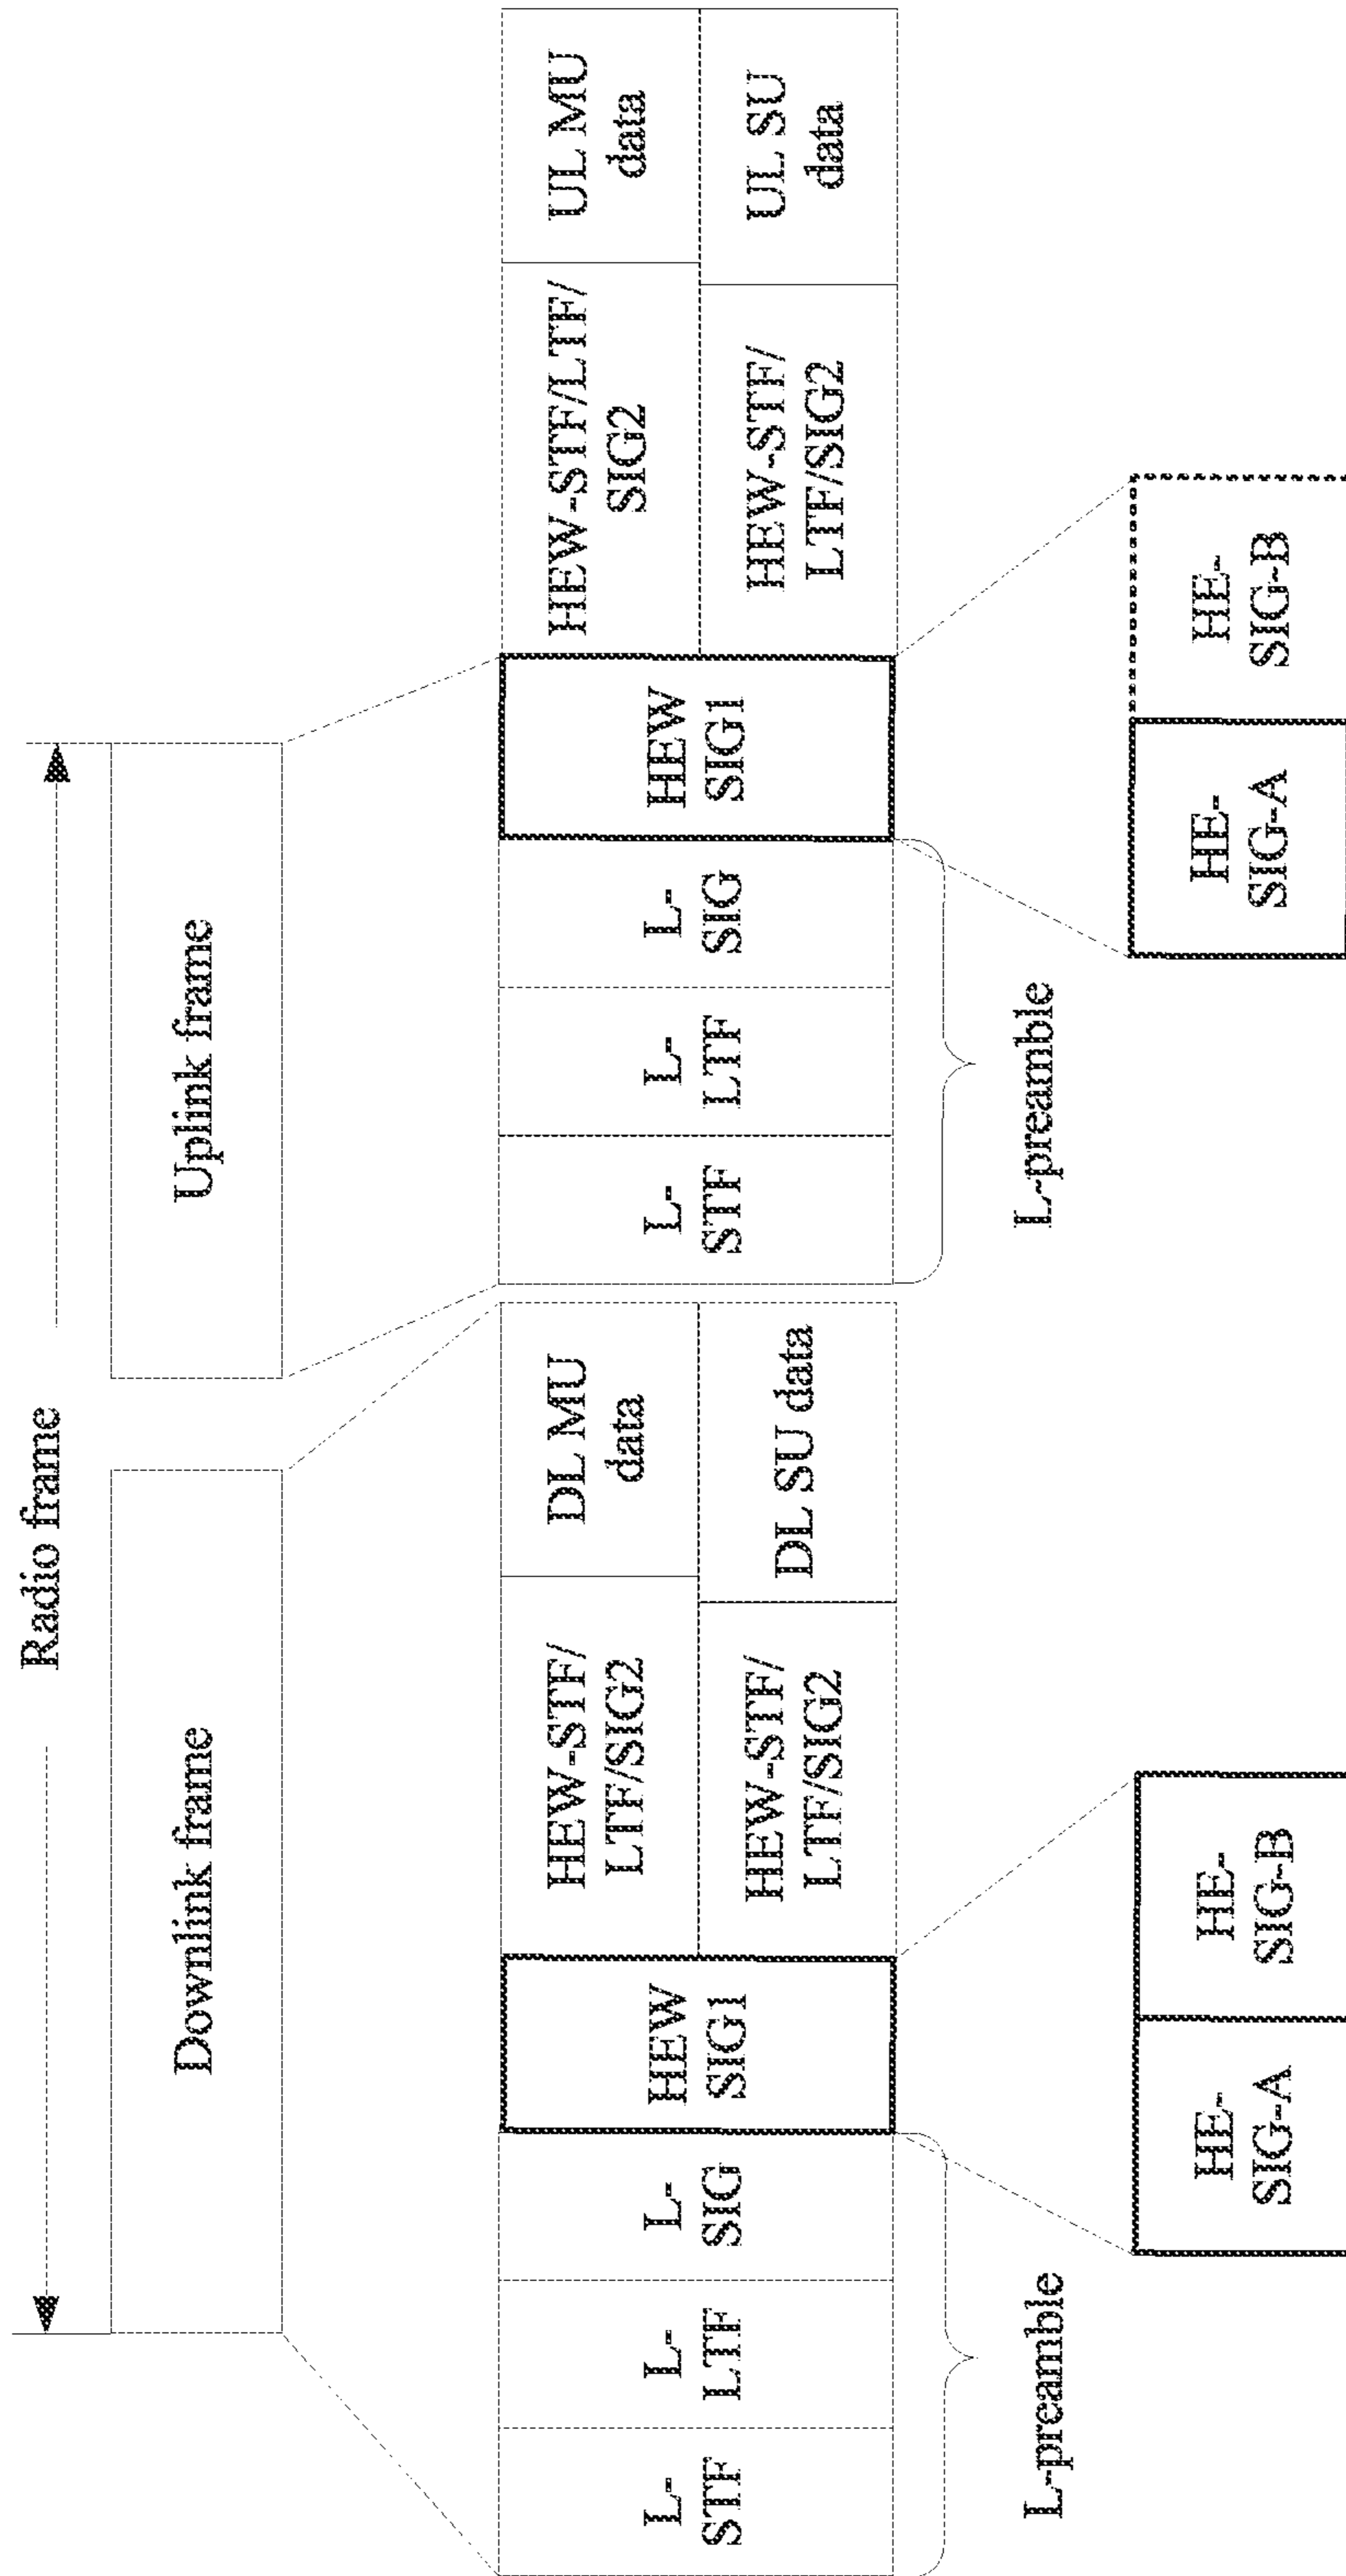 Radio frame
Downlink frame
Uplink frame
L-
STF
L-
LTF
L-
SIG
HEW
SIG1
HEW-STF/
LTF/SIG2
DL MU
data
HEW-STF/
LTF/SIG2
DL SU data
L-
STF
L-
LTF
L-
SIG
HEW
SIG1
HEW-STF/LTF/
SIG2
UL MU
data
HEW-STF/
LTF/SIG2
UL SU
data
L-preamble
L-preamble
HE-
SIG-A
HE-
SIG-B
HE-
SIG-A
HE-
SIG-B